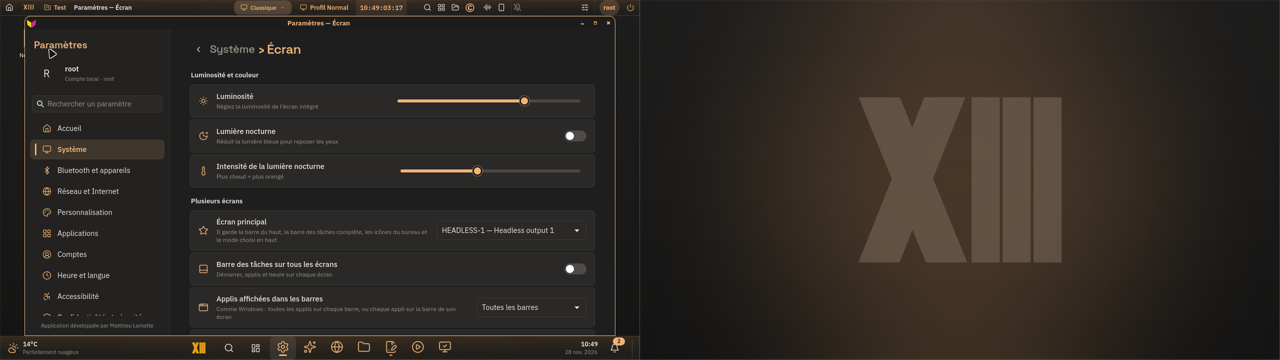 XIII Test Paramètres — Écran Classique Profil Normal 10:49:03:17 root
Paramètres — Écran
Paramètres
R root
Compte local · root
Rechercher un paramètre
Accueil
Système
Bluetooth et appareils
Réseau et Internet
Personnalisation
Applications
Comptes
Heure et langue
Accessibilité
Application développée par Matthieu Lamotte
Système > Écran
Luminosité et couleur
Luminosité
Réglez la luminosité de l'écran intégré
Lumière nocturne
Réduit la lumière bleue pour reposer les yeux
Intensité de la lumière nocturne
Plus chaud = plus orangé
Plusieurs écrans
Écran principal
Il garde la barre du haut, la barre des tâches complète, les icônes du bureau et
le mode choisi en haut
HEADLESS-1 — Headless output 1
Barre des tâches sur tous les écrans
Démarrer, applis et heure sur chaque écran
Applis affichées dans les barres
Comme Windows : toutes les applis sur chaque barre, ou chaque appli sur la barre de son
écran
Toutes les barres
14°C
Partiellement nuageux
XIII
10:49
28 nov. 2026
2
XIII